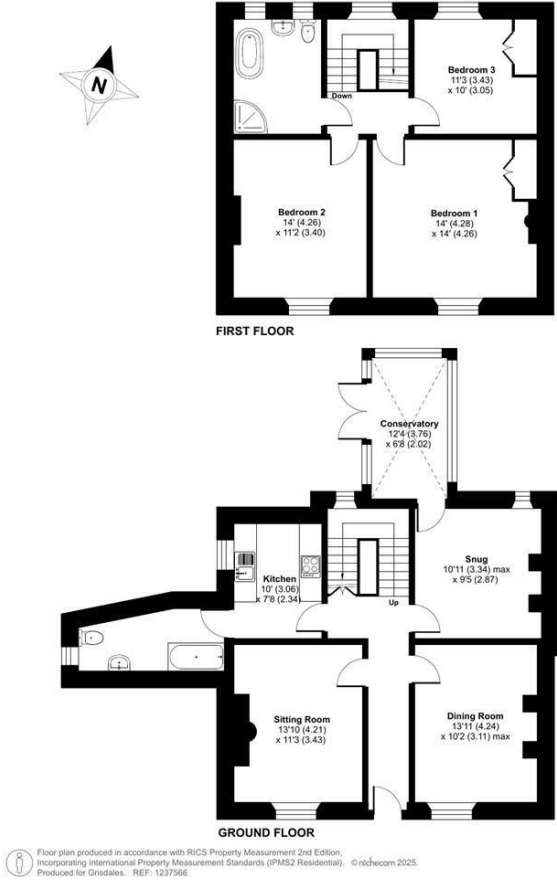 N
Bedroom 3
11'3 (3.43)
x 10' (3.05)
Down
Bedroom 2
14' (4.26)
x 11'2 (3.40)
Bedroom 1
14' (4.28)
x 14' (4.26)
FIRST FLOOR
Conservatory
12'4 (3.76)
x 6'8 (2.02)
Kitchen
10' (3.06)
x 7'8 (2.34)
Snug
10'11 (3.34) max
x 9'5 (2.87)
Up
Sitting Room
13'10 (4.21)
x 11'3 (3.43)
Dining Room
13'11 (4.24)
x 10'2 (3.11) max
GROUND FLOOR
Floor plan produced in accordance with RICS Property Measurement 2nd Edition,
Incorporating International Property Measurement Standards (IPMS2 Residential). © nichecom 2025.
Produced for Grisdales. REF: 1237566